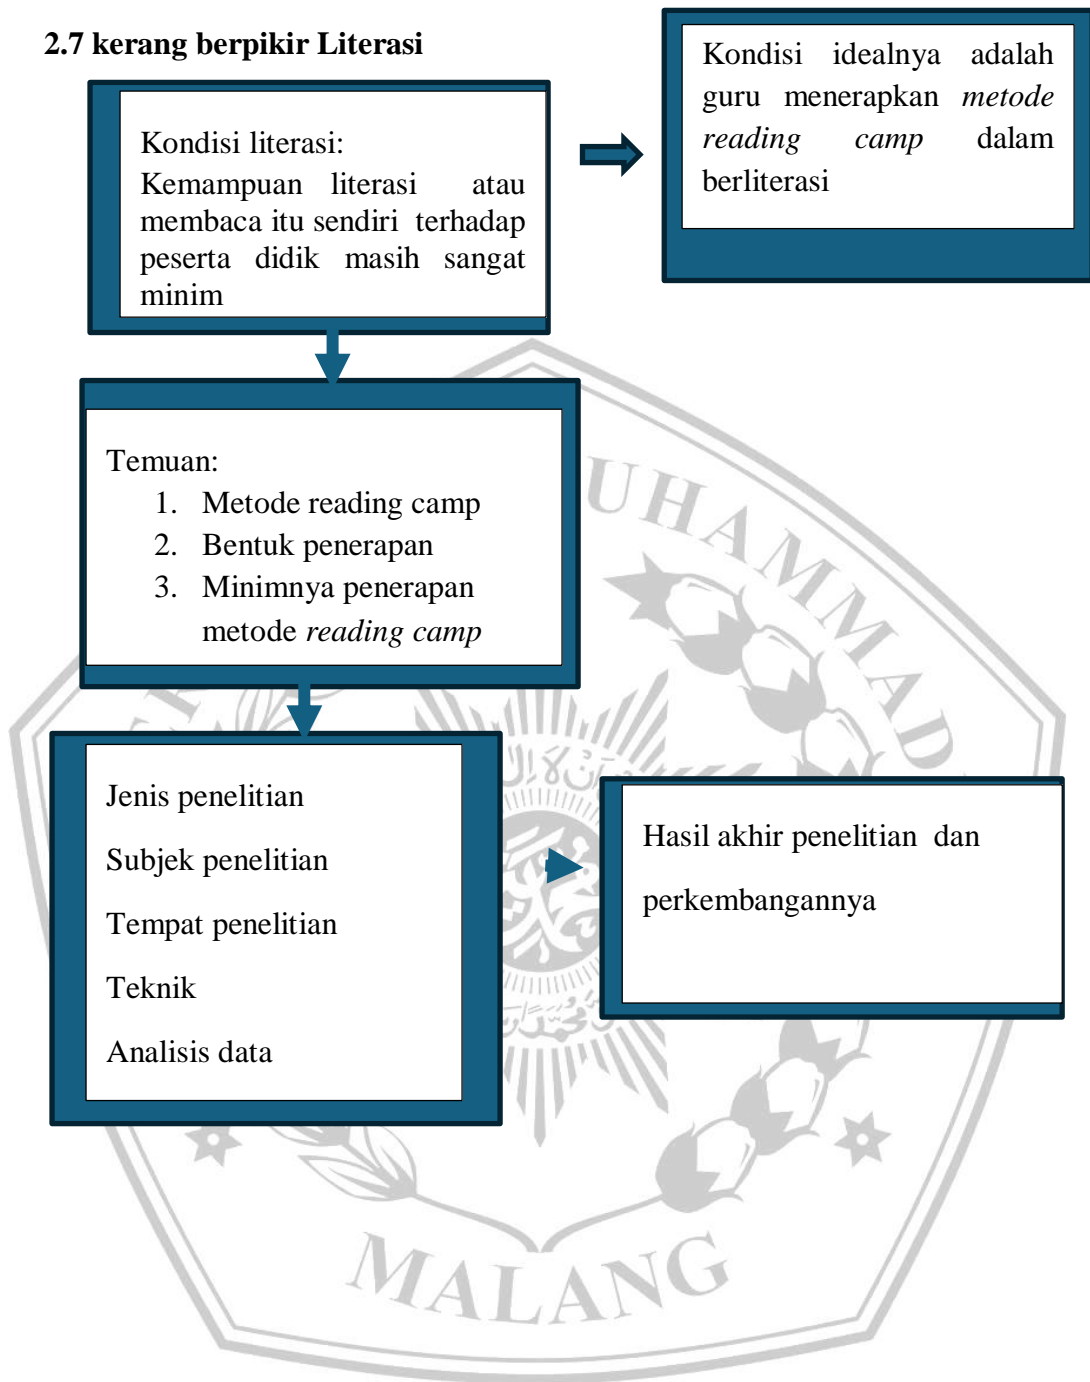 2.7 kerang berpikir Literasi
Kondisi literasi:
Kemampuan literasi atau
membaca itu sendiri terhadap
peserta didik masih sangat
minim
Kondisi idealnya adalah
guru menerapkan metode
reading camp dalam
berliterasi
Temuan:
1. Metode reading camp
2. Bentuk penerapan
3. Minimnya penerapan
metode reading camp
Jenis penelitian
Subjek penelitian
Tempat penelitian
Teknik
Analisis data
Hasil akhir penelitian dan
perkembangannya
UHAMMAD
MALANG